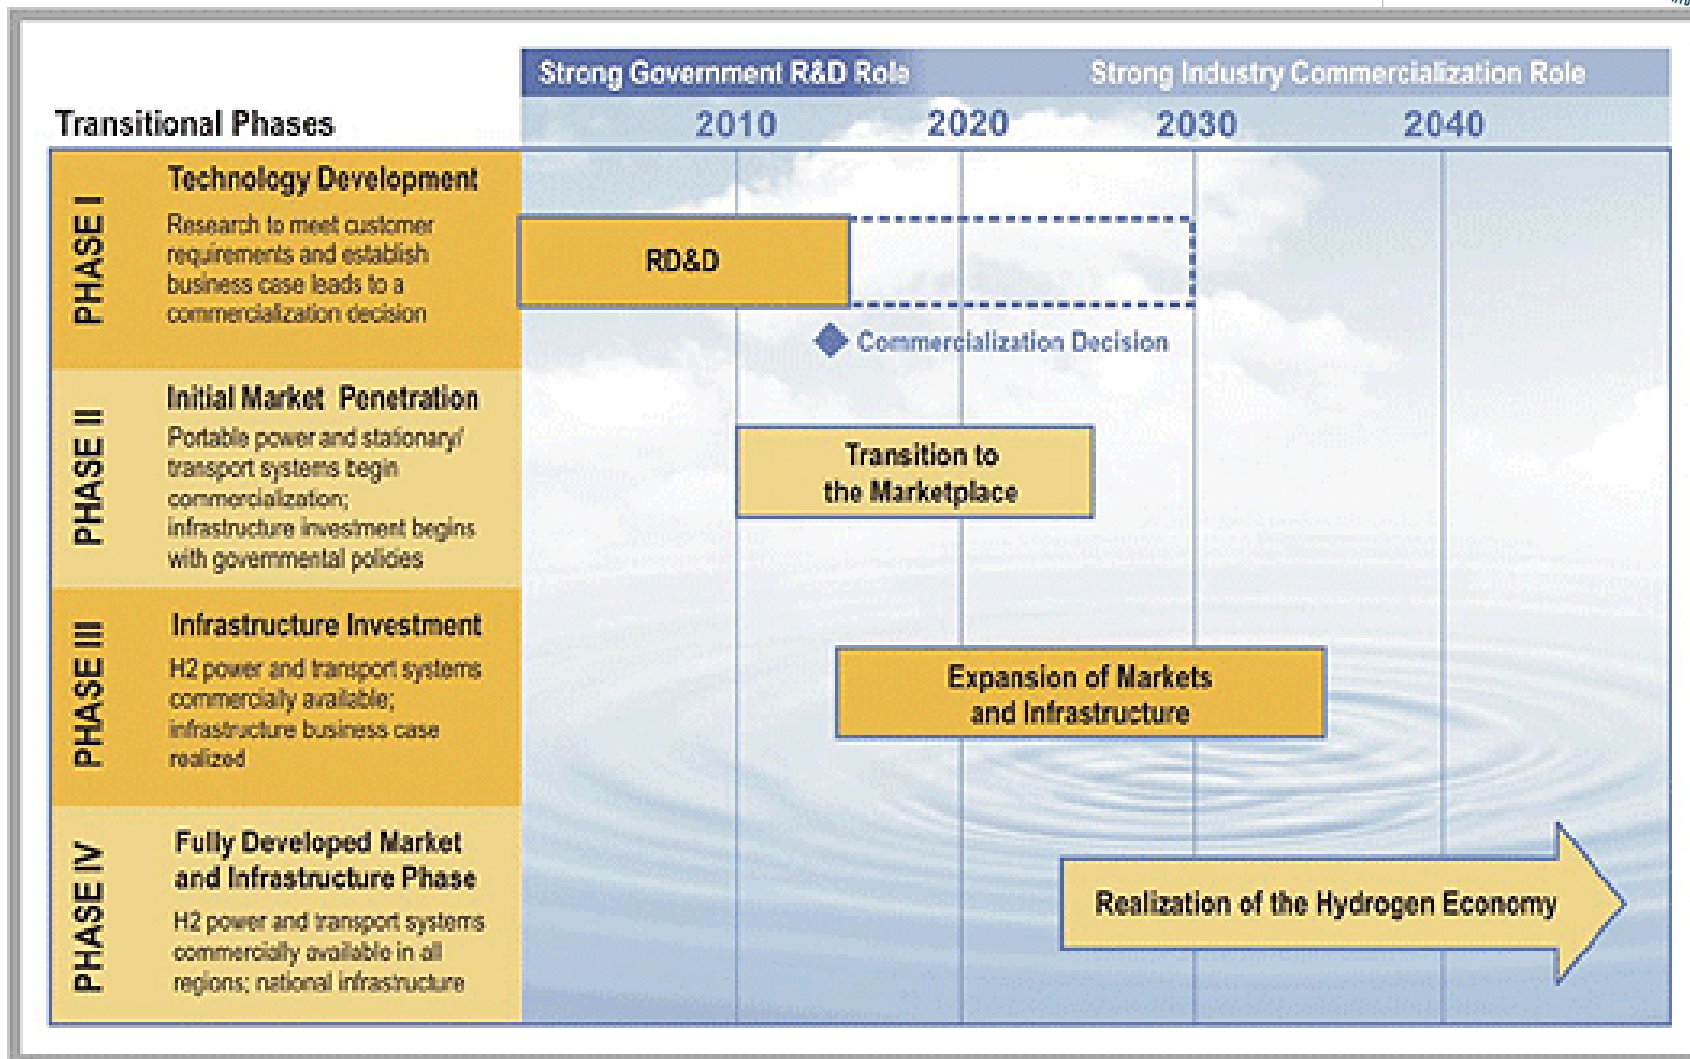 Strong Government R&D Role
Strong Industry Commercialization Role
Transitional Phases
2010
2020
2030
2040
PHASE I
Technology Development
Research to meet customer
requirements and establish
business case leads to a
commercialization decision
RD&D
Commercialization Decision
PHASE II
Initial Market Penetration
Portable power and stationary/
transport systems begin
commercialization;
infrastructure investment begins
with governmental policies
Transition to
the Marketplace
PHASE III
Infrastructure Investment
H2 power and transport systems
commercially available;
infrastructure business case
realized
Expansion of Markets
and Infrastructure
PHASE IV
Fully Developed Market
and Infrastructure Phase
H2 power and transport systems
commercially available in all
regions; national infrastructure
Realization of the Hydrogen Economy